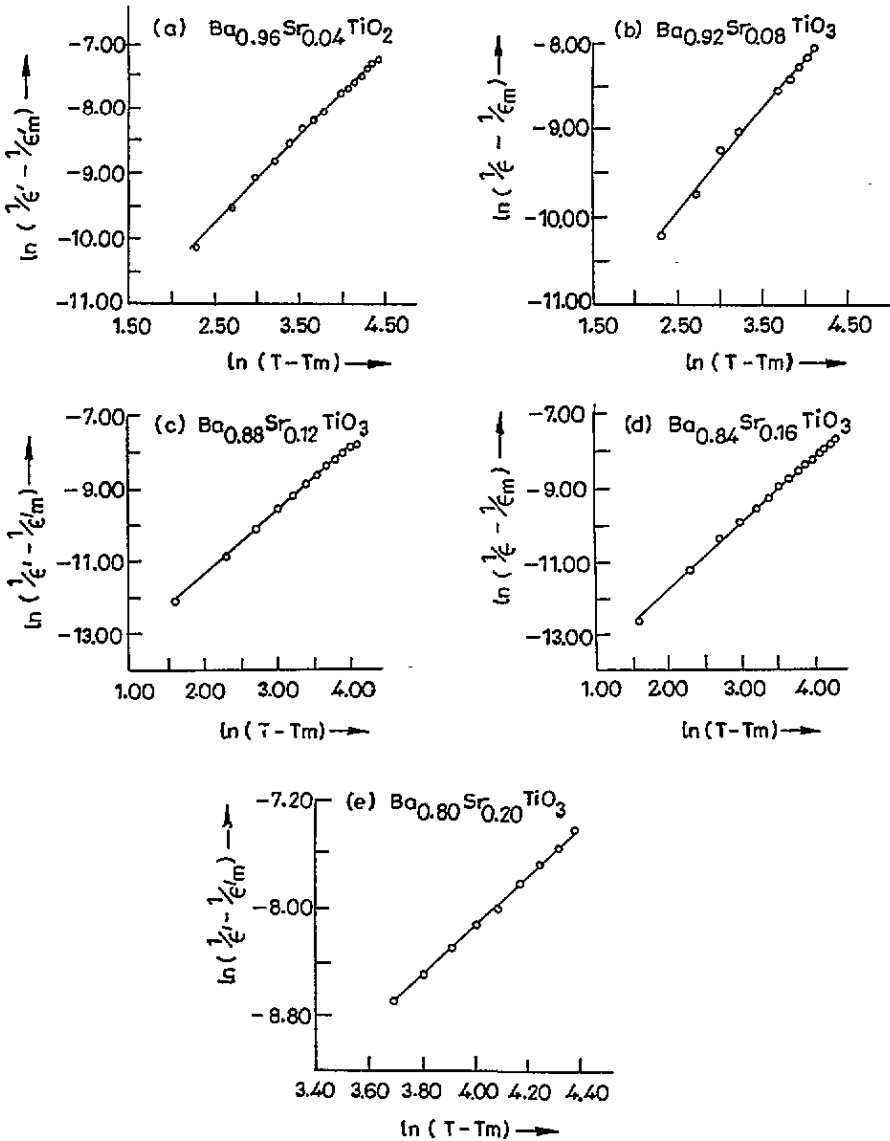 (a) Ba0.96Sr0.04TiO2
ln (1/ϵ' - 1/ϵ'm)
-7.00
-8.00
-9.00
-10.00
-11.00
1.50 2.50 3.50 4.50
ln (T-Tm)
(b) Ba0.92Sr0.08TiO3
ln (1/ϵ - 1/ϵm)
-8.00
-9.00
-10.00
-11.00
1.50 2.50 3.50 4.50
ln (T-Tm)
(c) Ba0.88Sr0.12TiO3
ln (1/ϵ' - 1/ϵ'm)
-7.00
-9.00
-11.00
-13.00
1.00 2.00 3.00 4.00
ln (T-Tm)
(d) Ba0.84Sr0.16TiO3
ln (1/ϵ - 1/ϵm)
-7.00
-9.00
-11.00
-13.00
1.00 2.00 3.00 4.00
ln (T-Tm)
(e) Ba0.80Sr0.20TiO3
ln (1/ϵ' - 1/ϵ'm)
-7.20
-8.00
-8.80
3.40 3.60 3.80 4.00 4.20 4.40
ln (T-Tm)